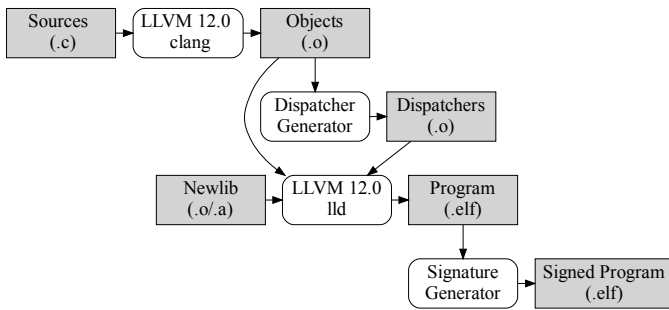 Sources
(.c)
LLVM 12.0
clang
Objects
(.o)
Dispatcher
Generator
Dispatchers
(.o)
Newlib
(.o/.a)
LLVM 12.0
lld
Program
(.elf)
Signature
Generator
Signed Program
(.elf)